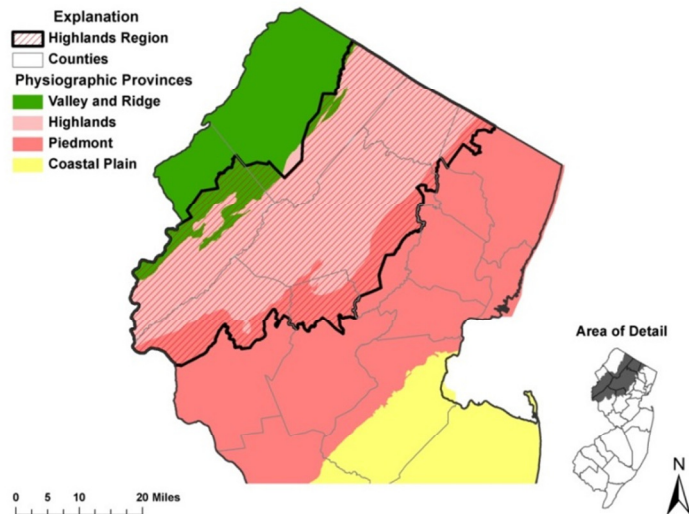 Explanation
Highlands Region
Counties
Physiographic Provinces
Valley and Ridge
Highlands
Piedmont
Coastal Plain
Area of Detail
N
0 5 10 20 Miles